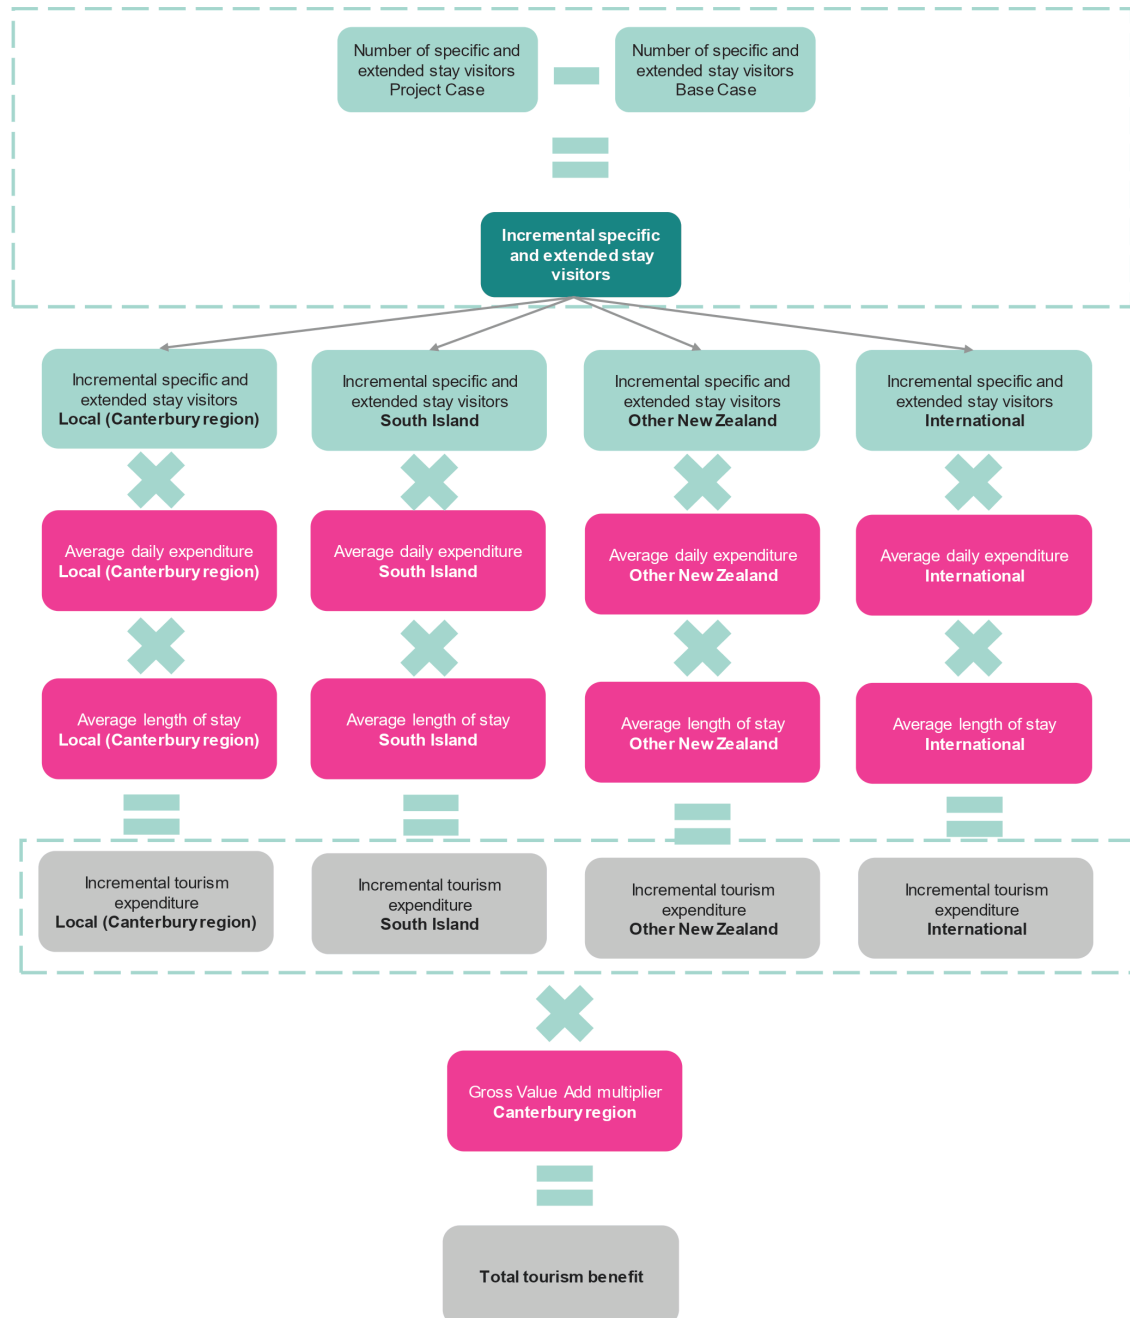 Number of specific and
extended stay visitors
Project Case
Number of specific and
extended stay visitors
Base Case
Incremental specific
and extended stay
visitors
Incremental specific and
extended stay visitors
Local (Canterbury region)
Incremental specific and
extended stay visitors
South Island
Incremental specific and
extended stay visitors
Other New Zealand
Incremental specific and
extended stay visitors
International
Average daily expenditure
Local (Canterbury region)
Average daily expenditure
South Island
Average daily expenditure
Other New Zealand
Average daily expenditure
International
Average length of stay
Local (Canterbury region)
Average length of stay
South Island
Average length of stay
Other New Zealand
Average length of stay
International
Incremental tourism
expenditure
Local (Canterbury region)
Incremental tourism
expenditure
South Island
Incremental tourism
expenditure
Other New Zealand
Incremental tourism
expenditure
International
Gross Value Add multiplier
Canterbury region
Total tourism benefit